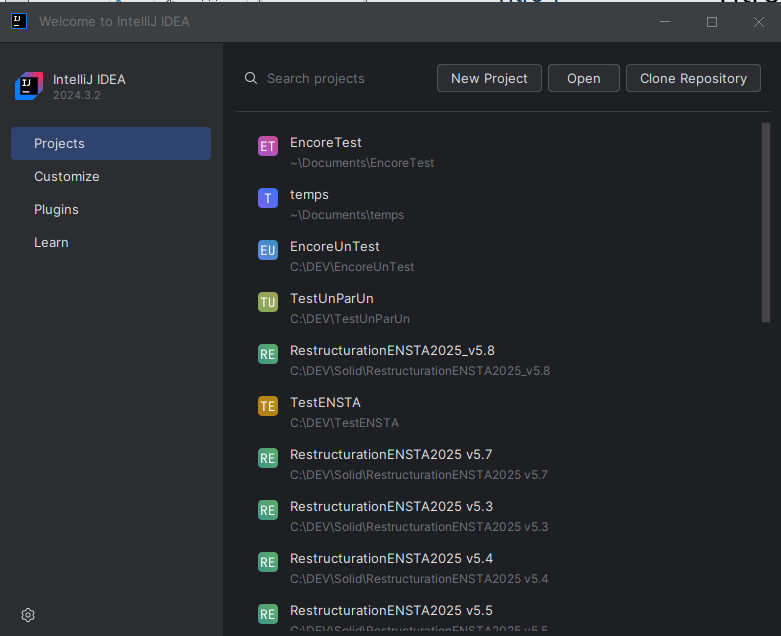 IJ
Welcome to IntelliJ IDEA
IJ
IntelliJ IDEA
2024.3.2
Projects
Customize
Plugins
Learn
Search projects
New Project
Open
Clone Repository
ET
EncoreTest
~\Documents\EncoreTest
T
temps
~\Documents\temps
EU
EncoreUnTest
C:\DEV\EncoreUnTest
TU
TestUnParUn
C:\DEV\TestUnParUn
RE
RestructurationENSTA2025_v5.8
C:\DEV\Solid\RestructurationENSTA2025_v5.8
TE
TestENSTA
C:\DEV\TestENSTA
RE
RestructurationENSTA2025 v5.7
C:\DEV\Solid\RestructurationENSTA2025 v5.7
RE
RestructurationENSTA2025 v5.3
C:\DEV\Solid\RestructurationENSTA2025 v5.3
RE
RestructurationENSTA2025 v5.4
C:\DEV\Solid\RestructurationENSTA2025 v5.4
RE
RestructurationENSTA2025 v5.5
C:\DEV\Solid\RestructurationENSTA2025 v5.5